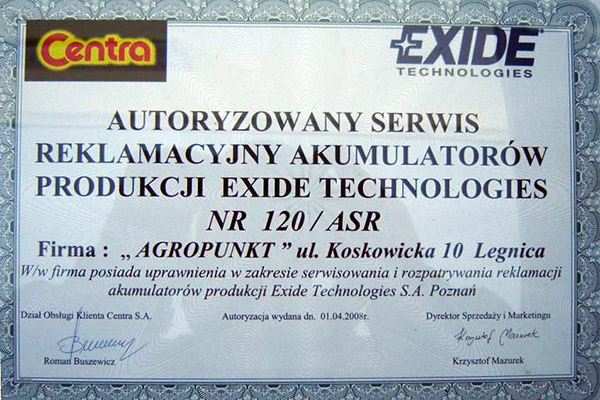 Centra
EXIDE
TECHNOLOGIES
AUTORYZOWANY SERWIS
REKLAMACYJNY AKUMULATORÓW
PRODUKCJI EXIDE TECHNOLOGIES
NR 120 / ASR
Firma : „ AGROPUNKT ” ul. Koskowicka 10 Legnica
W/w firma posiada uprawnienia w zakresie serwisowania i rozpatrywania reklamacji
akumulatorów produkcji Exide Technologies S.A. Poznań
Dział Obsługi Klienta Centra S.A.
Autoryzacja wydana dn. 01.04.2008r.
Dyrektor Sprzedaży i Marketingu
Krzysztof Mazurek
Roman Buszewicz
Krzysztof Mazurek